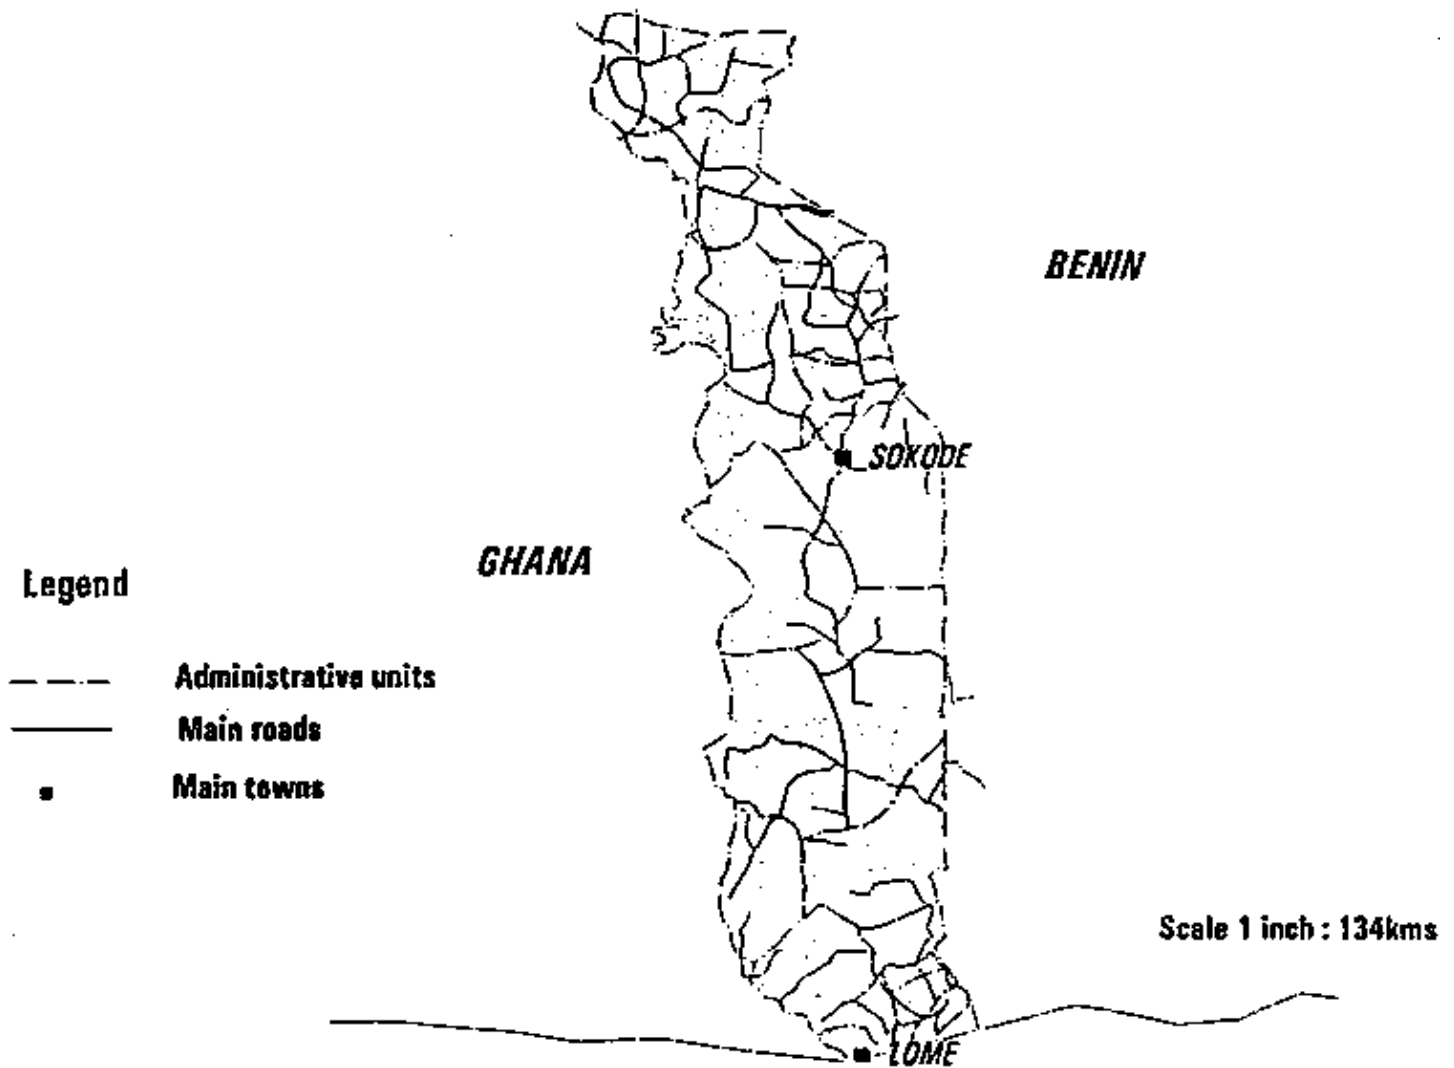 BENIN
SOKODE
GHANA
Legend
Administrative units
Main roads
Main towns
Scale 1 inch : 134kms
LOME